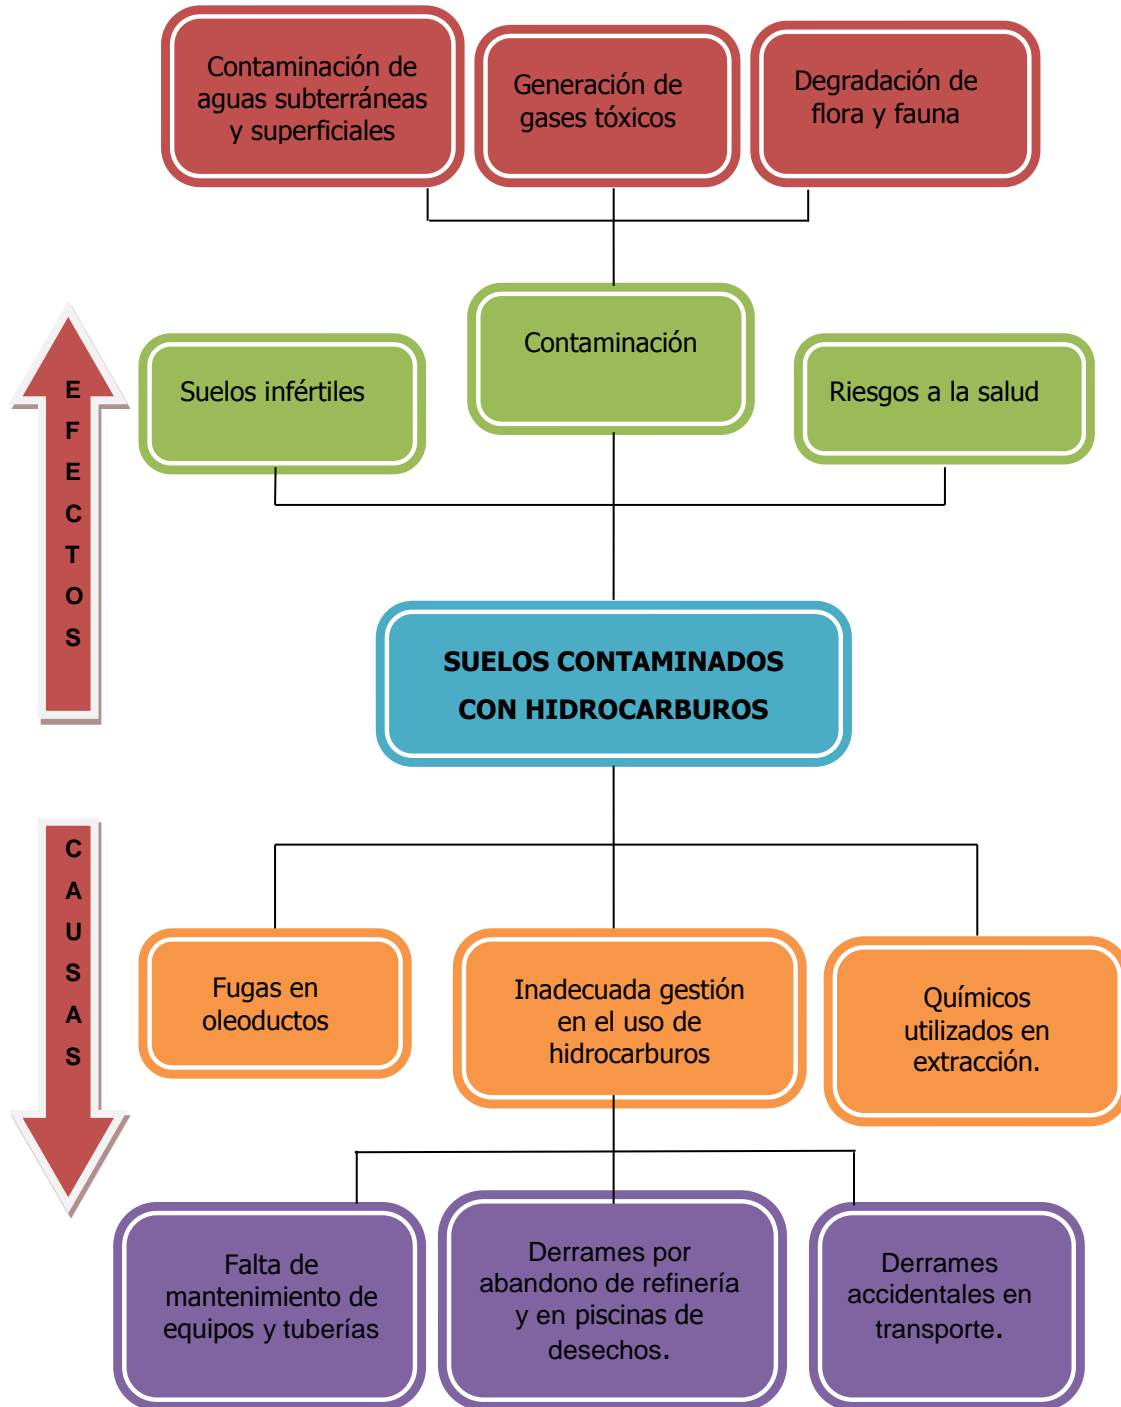 Contaminación de
aguas subterráneas
y superficiales
Generación de
gases tóxicos
Degradación de
flora y fauna
EFECTOS
Suelos infértiles
Contaminación
Riesgos a la salud
SUELOS CONTAMINADOS
CON HIDROCARBUROS
CAUSAS
Fugas en
oleoductos
Inadecuada gestión
en el uso de
hidrocarburos
Químicos
utilizados en
extracción.
Falta de
mantenimiento de
equipos y tuberías
Derrames por
abandono de refinería
y en piscinas de
desechos.
Derrames
accidentales en
transporte.